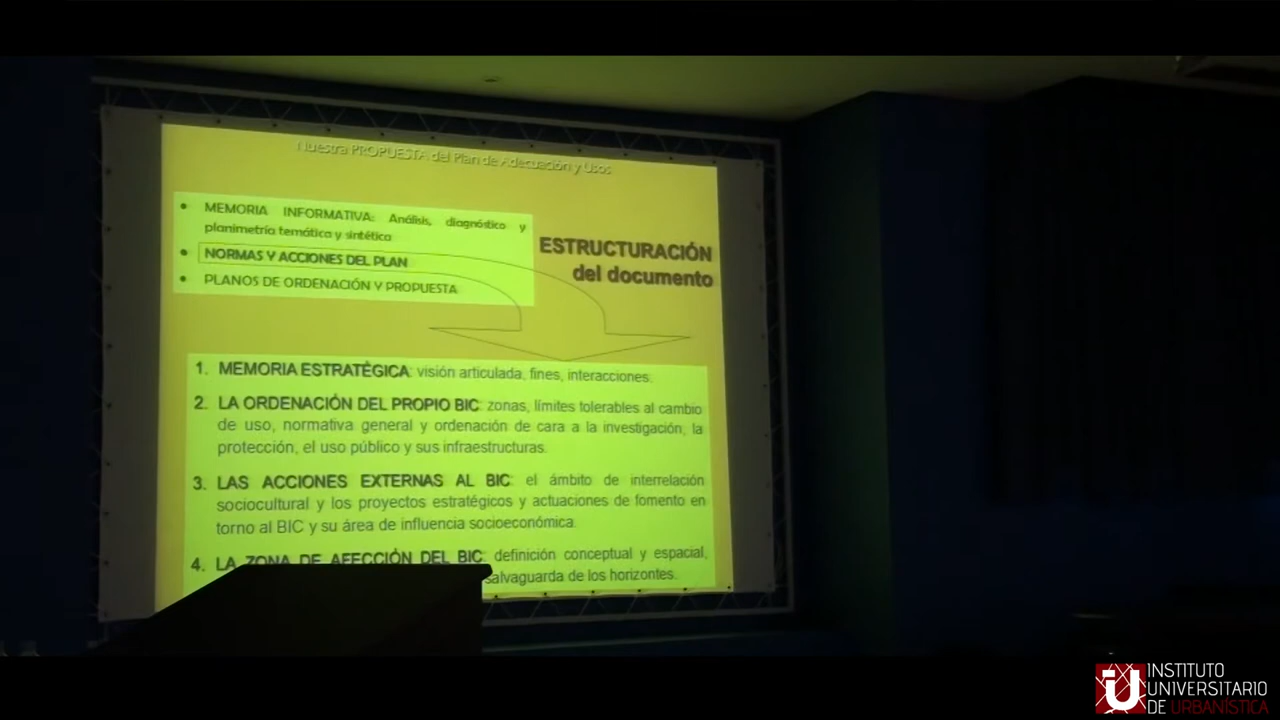 Nuestra PROPUESTA del Plan de Adecuación y Usos
• MEMORIA INFORMATIVA: Análisis, diagnóstico y
planimetría temática y sintética
• NORMAS Y ACCIONES DEL PLAN
• PLANOS DE ORDENACIÓN Y PROPUESTA
ESTRUCTURACIÓN
del documento
1. MEMORIA ESTRATÉGICA: visión articulada, fines, interacciones.
2. LA ORDENACIÓN DEL PROPIO BIC: zonas, límites tolerables al cambio
de uso, normativa general y ordenación de cara a la investigación, la
protección, el uso público y sus infraestructuras.
3. LAS ACCIONES EXTERNAS AL BIC: el ámbito de interrelación
sociocultural y los proyectos estratégicos y actuaciones de fomento en
torno al BIC y su área de influencia socioeconómica.
4. LA ZONA DE AFECCIÓN DEL BIC: definición conceptual y espacial,
salvaguarda de los horizontes.
iU INSTITUTO
UNIVERSITARIO
DE URBANÍSTICA